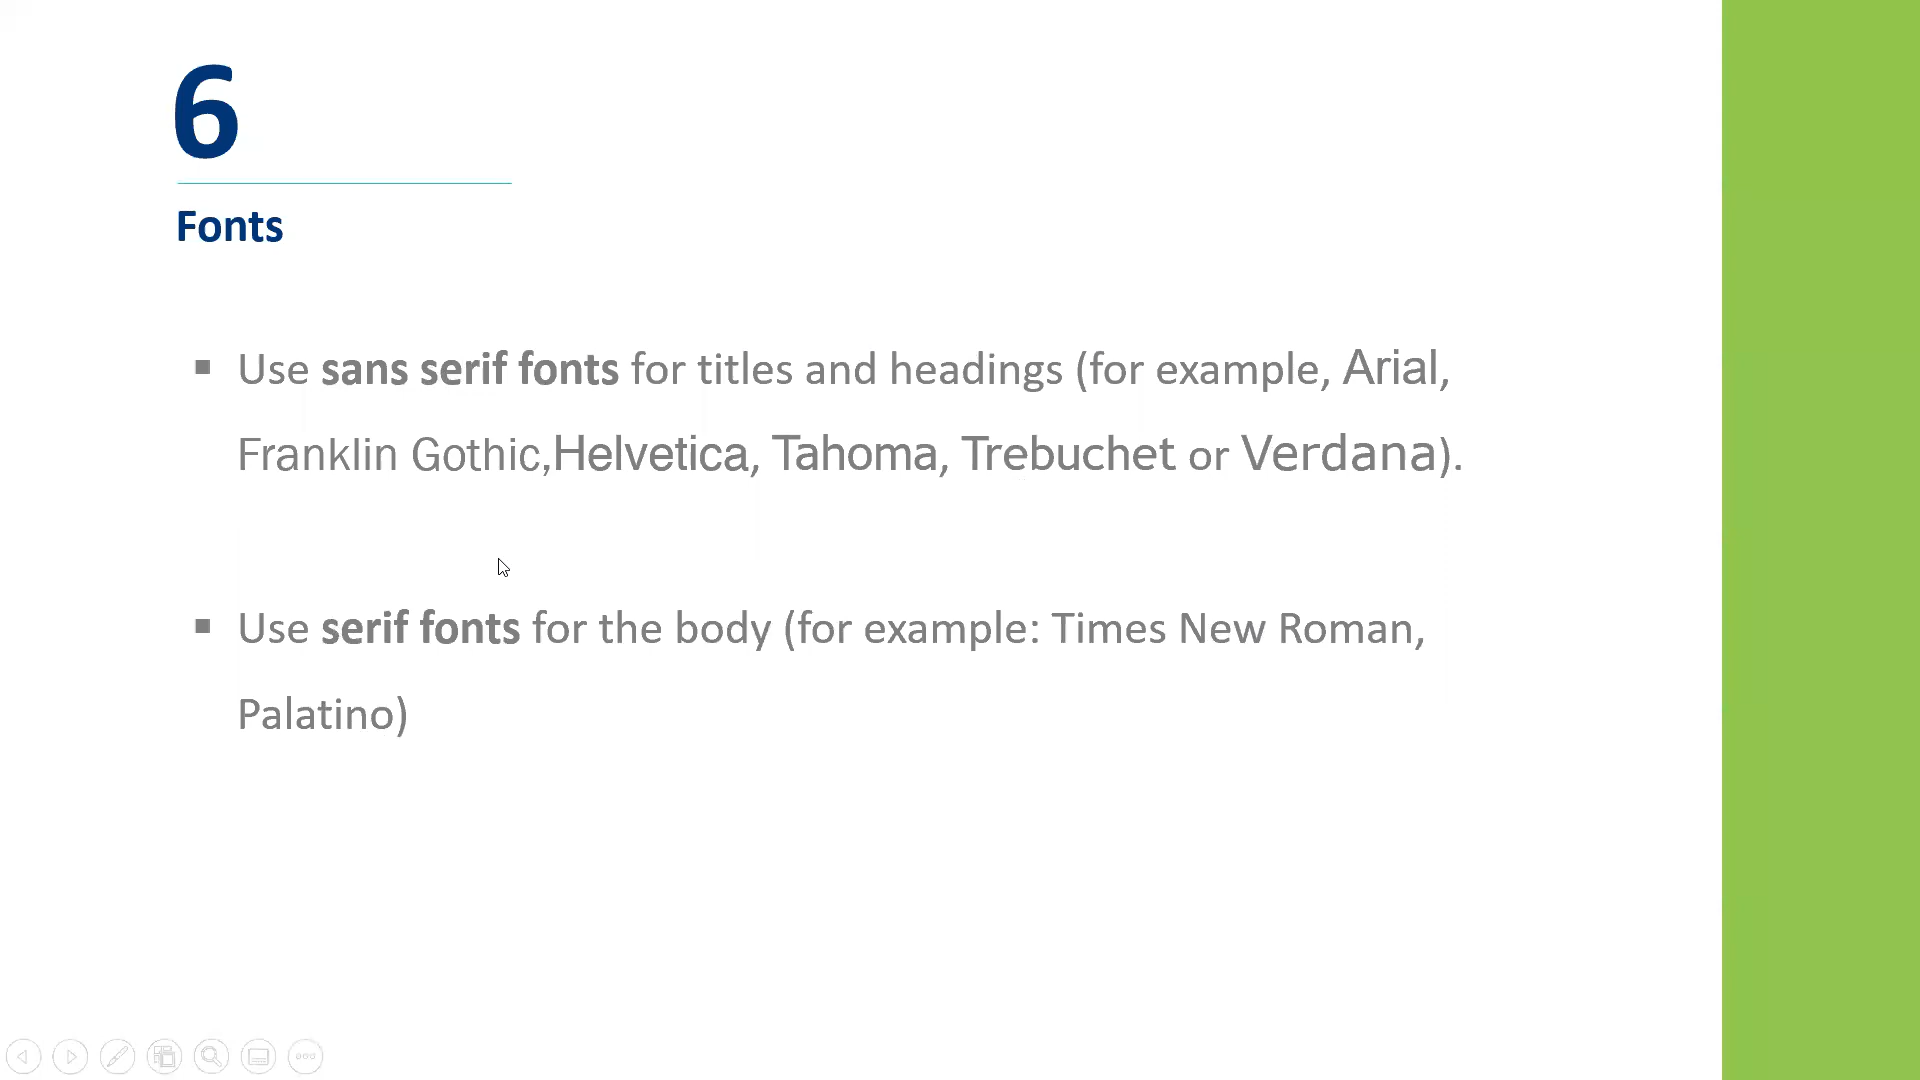 6
Fonts
▪ Use sans serif fonts for titles and headings (for example, Arial,
Franklin Gothic,Helvetica, Tahoma, Trebuchet or Verdana).
▪ Use serif fonts for the body (for example: Times New Roman,
Palatino)